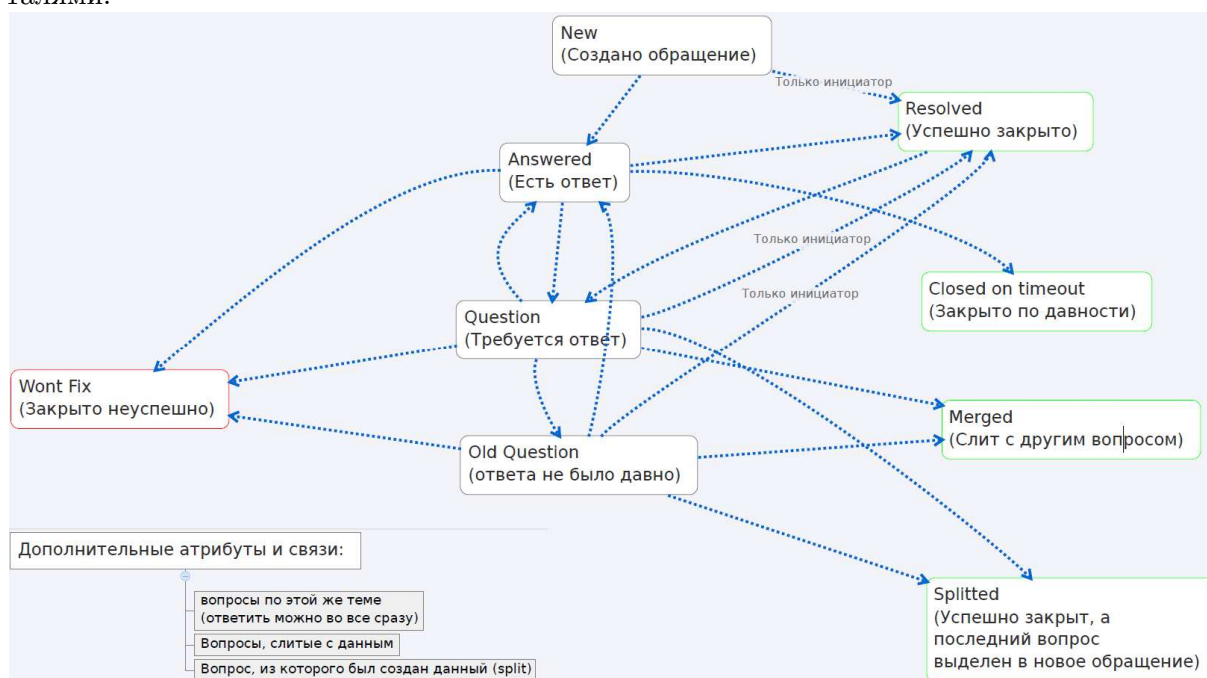 талями.
New
(Создано обращение)
Только инициатор
Resolved
(Успешно закрыто)
Answered
(Есть ответ)
Только инициатор
Closed on timeout
(Закрыто по давности)
Только инициатор
Question
(Требуется ответ)
Wont Fix
(Закрыто неуспешно)
Merged
(Слит с другим вопросом)
Old Question
(ответа не было давно)
Дополнительные атрибуты и связи:
вопросы по этой же теме
(ответить можно во все сразу)
Вопросы, слитые с данным
Вопрос, из которого был создан данный (split)
Splitted
(Успешно закрыт, а
последний вопрос
выделен в новое обращение)